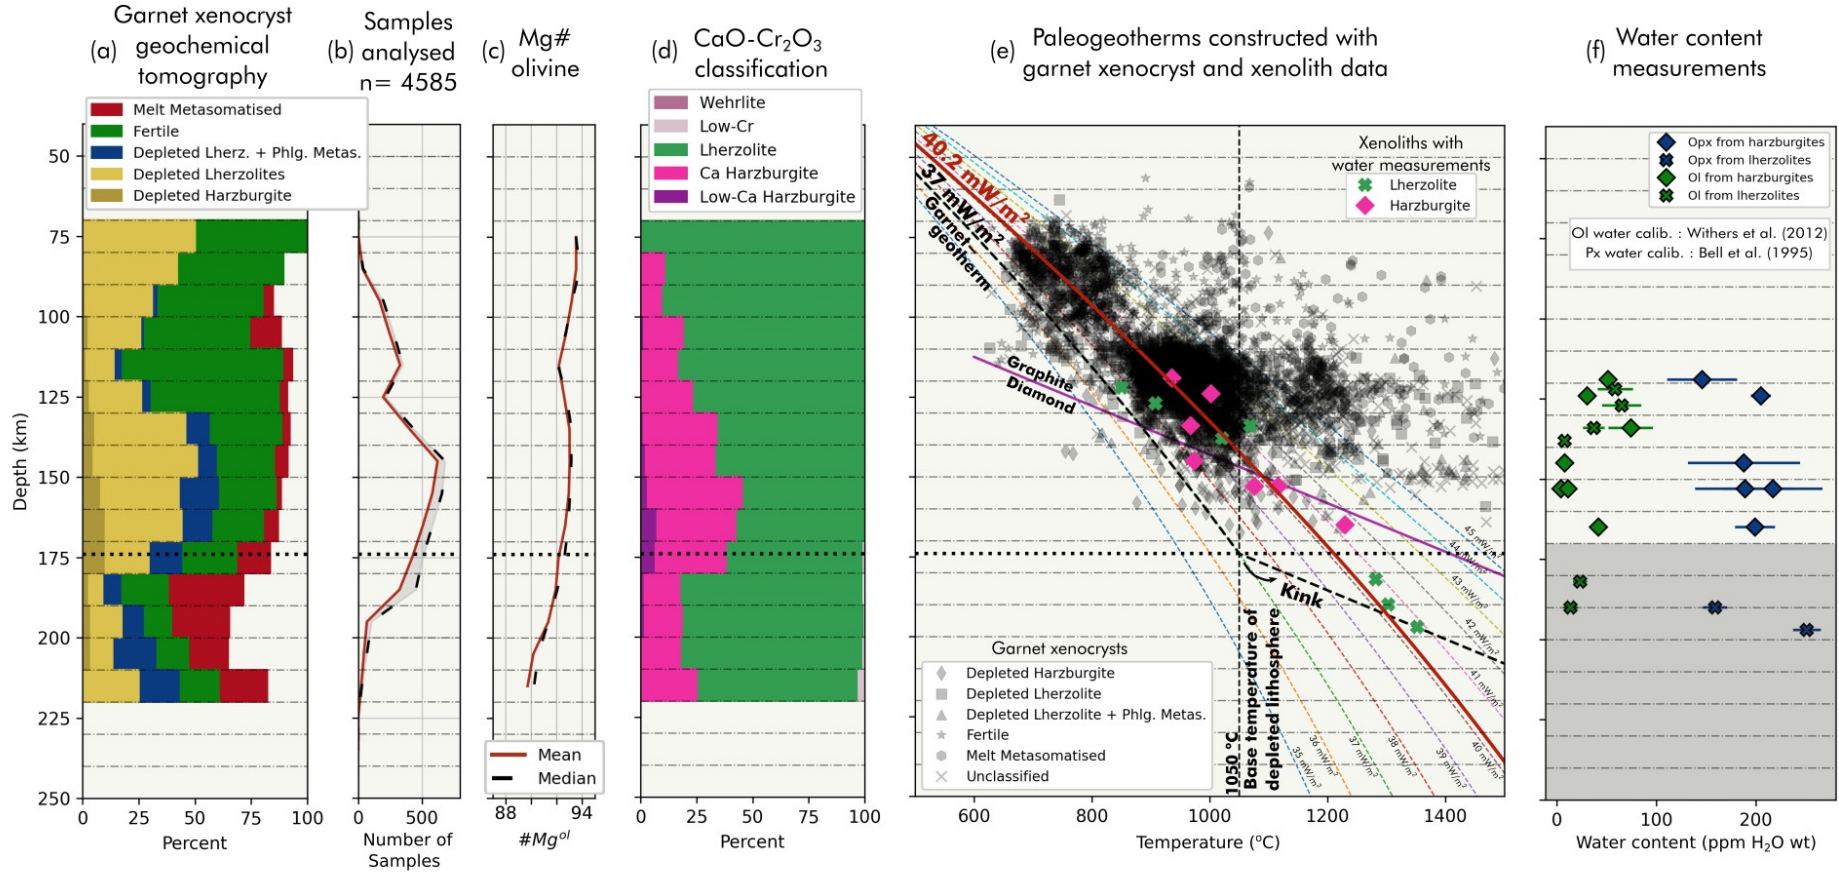 (a)
Garnet xenocryst
geochemical
tomography
Melt Metasomatised
Fertile
Depleted Lherz. + Phlg. Metas.
Depleted Lherzolites
Depleted Harzburgite
Depth (km)
50
75
100
125
150
175
200
225
250
0
25
50
75
100
Percent
(b)
Samples
analysed
n= 4585
0
500
Number of
Samples
(c)
Mg#
olivine
Mean
Median
88
94
#Mg^ol
(d)
CaO-Cr₂O₃
classification
Wehrlite
Low-Cr
Lherzolite
Ca Harzburgite
Low-Ca Harzburgite
0
25
50
75
100
Percent
(e)
Paleogeotherms constructed with
garnet xenocryst and xenolith data
40.2 mW/m²
37 mW/m²
Garnet
geotherm
Xenoliths with
water measurements
Lherzolite
Harzburgite
Graphite
Diamond
Kink
45 mW/m²
44 mW/m²
43 mW/m²
42 mW/m²
41 mW/m²
40 mW/m²
39 mW/m²
38 mW/m²
37 mW/m²
36 mW/m²
35 mW/m²
1050 °C
Base temperature of
depleted lithosphere
Garnet xenocrysts
Depleted Harzburgite
Depleted Lherzolite
Depleted Lherzolite + Phlg. Metas.
Fertile
Melt Metasomatised
Unclassified
600
800
1000
1200
1400
Temperature (°C)
(f)
Water content
measurements
Opx from harzburgites
Opx from lherzolites
Ol from harzburgites
Ol from lherzolites
Ol water calib. : Withers et al. (2012)
Px water calib. : Bell et al. (1995)
0
100
200
Water content (ppm H₂O wt)